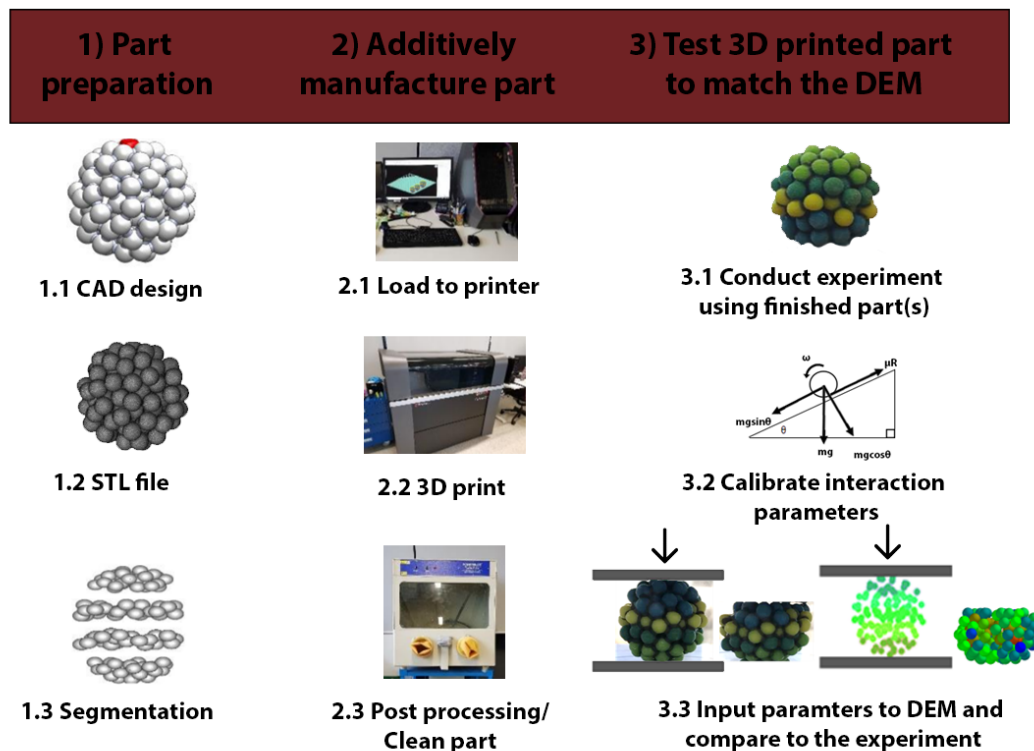 1) Part
preparation
2) Additively
manufacture part
3) Test 3D printed part
to match the DEM
1.1 CAD design
2.1 Load to printer
3.1 Conduct experiment
using finished part(s)
ω
μR
mgsinθ
θ
mg
mgcosθ
1.2 STL file
2.2 3D print
3.2 Calibrate interaction
parameters
1.3 Segmentation
2.3 Post processing/
Clean part
3.3 Input paramters to DEM and
compare to the experiment